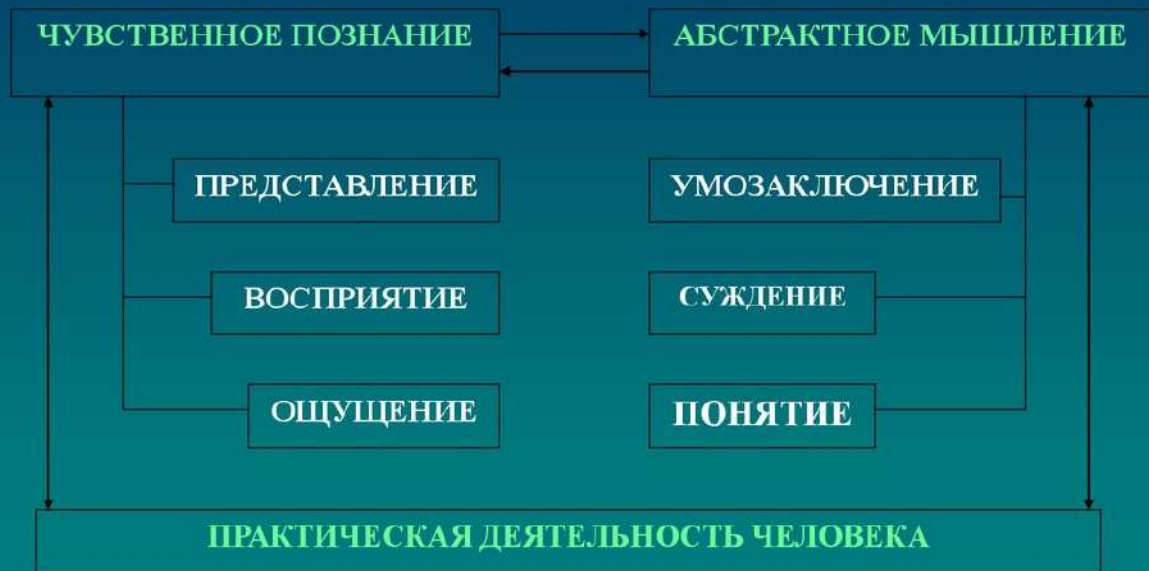 ЧУВСТВЕННОЕ ПОЗНАНИЕ
АБСТРАКТНОЕ МЫШЛЕНИЕ
ПРЕДСТАВЛЕНИЕ
УМОЗАКЛЮЧЕНИЕ
ВОСПРИЯТИЕ
СУЖДЕНИЕ
ОЩУЩЕНИЕ
ПОНЯТИЕ
ПРАКТИЧЕСКАЯ ДЕЯТЕЛЬНОСТЬ ЧЕЛОВЕКА